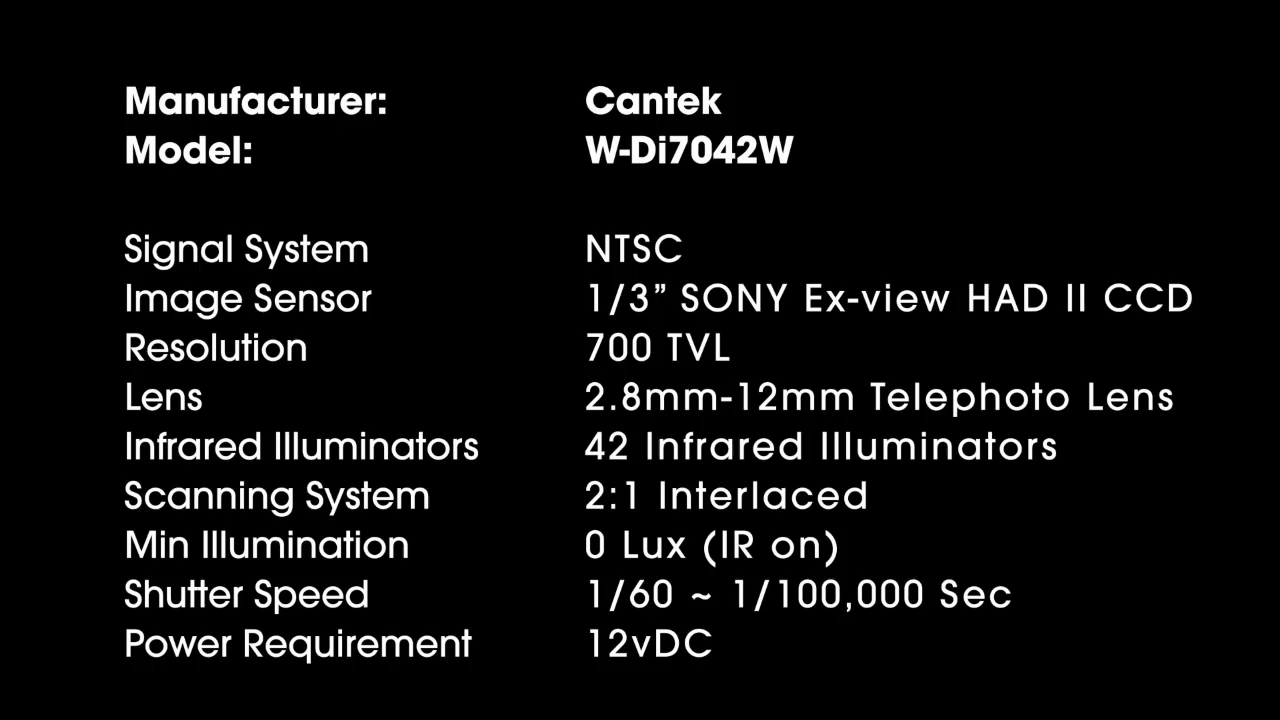 Manufacturer: Cantek
Model: W-Di7042W
Signal System NTSC
Image Sensor 1/3” SONY Ex-view HAD II CCD
Resolution 700 TVL
Lens 2.8mm-12mm Telephoto Lens
Infrared Illuminators 42 Infrared Illuminators
Scanning System 2:1 Interlaced
Min Illumination 0 Lux (IR on)
Shutter Speed 1/60 ~ 1/100,000 Sec
Power Requirement 12vDC